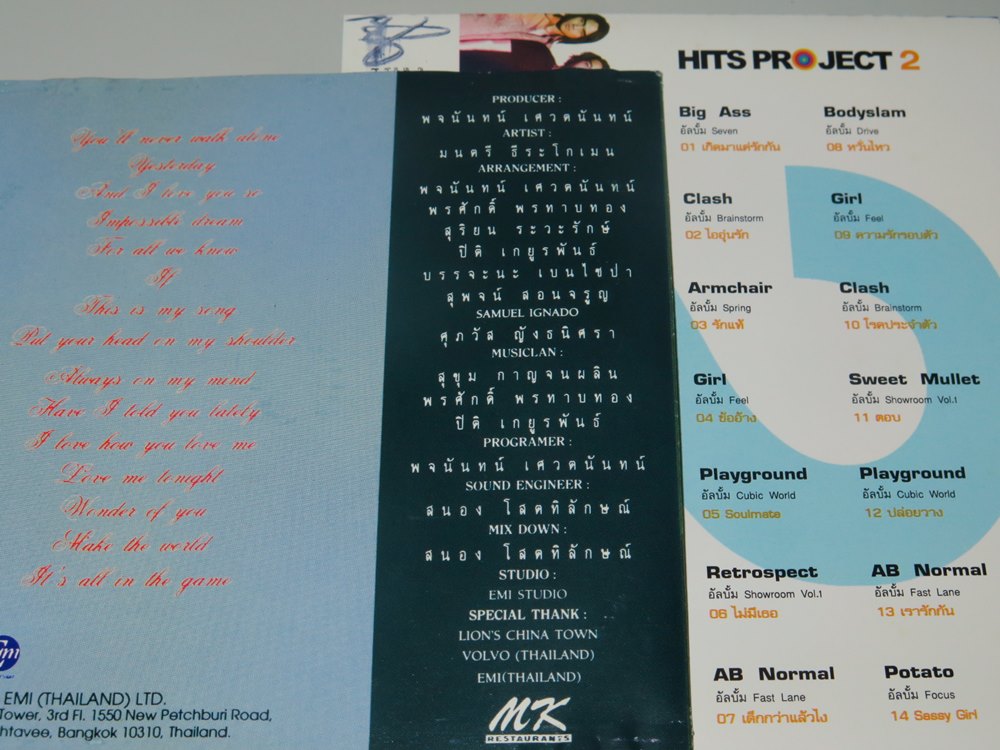 You'll never walk alone
Yesterday
And I love you so
Impossible dream
For all we know
If
This is my song
Put your head on my shoulder
Always on my mind
Have I told you lately
I love how you love me
Love me tonight
Wonder of you
Make the world
It's all in the game
EMI (THAILAND) LTD.
Tower, 3rd Fl. 1550 New Petchburi Road,
htavee, Bangkok 10310, Thailand.
PRODUCER :
พจนันทน์ เศวตนันทน์
ARTIST :
มนตรี ธีระโกเมน
ARRANGEMENT :
พจนันทน์ เศวตนันทน์
พรศักดิ์ พรทาบทอง
สุริยน ระวะรักษ์
ปิติ เกยูรพันธ์
บรรจะนะ เบนไซปา
สุพจน์ สอนจรูญ
SAMUEL IGNADO
ศุภวัส ญังธนิศรา
MUSICLAN :
สุขุม กาญจนผลิน
พรศักดิ์ พรทาบทอง
ปิติ เกยูรพันธ์
PROGRAMER :
พจนันทน์ เศวตนันทน์
SOUND ENGINEER :
สนอง โสตทิลักษณ์
MIX DOWN :
สนอง โสตทิลักษณ์
STUDIO :
EMI STUDIO
SPECIAL THANK :
LION'S CHINA TOWN
VOLVO (THAILAND)
EMI(THAILAND)
MK
RESTAURANTS
HITS PROJECT 2
Big Ass
อัลบั้ม Seven
01 เกิดมาแค่รักกัน
Clash
อัลบั้ม Brainstorm
02 ไออุ่นรัก
Armchair
อัลบั้ม Spring
03 รักแท้
Girl
อัลบั้ม Feel
04 ข้ออ้าง
Playground
อัลบั้ม Cubic World
05 Soulmate
Retrospect
อัลบั้ม Showroom Vol.1
06 ไม่มีเธอ
AB Normal
อัลบั้ม Fast Lane
07 เด็กกว่าแล้วไง
Bodyslam
อัลบั้ม Drive
08 หวั่นไหว
Girl
อัลบั้ม Feel
09 ความรักรอบตัว
Clash
อัลบั้ม Brainstorm
10 โรคประจำตัว
Sweet Mullet
อัลบั้ม Showroom Vol.1
11 ตอบ
Playground
อัลบั้ม Cubic World
12 ปล่อยวาง
AB Normal
อัลบั้ม Fast Lane
13 เรารักกัน
Potato
อัลบั้ม Focus
14 Sassy Girl